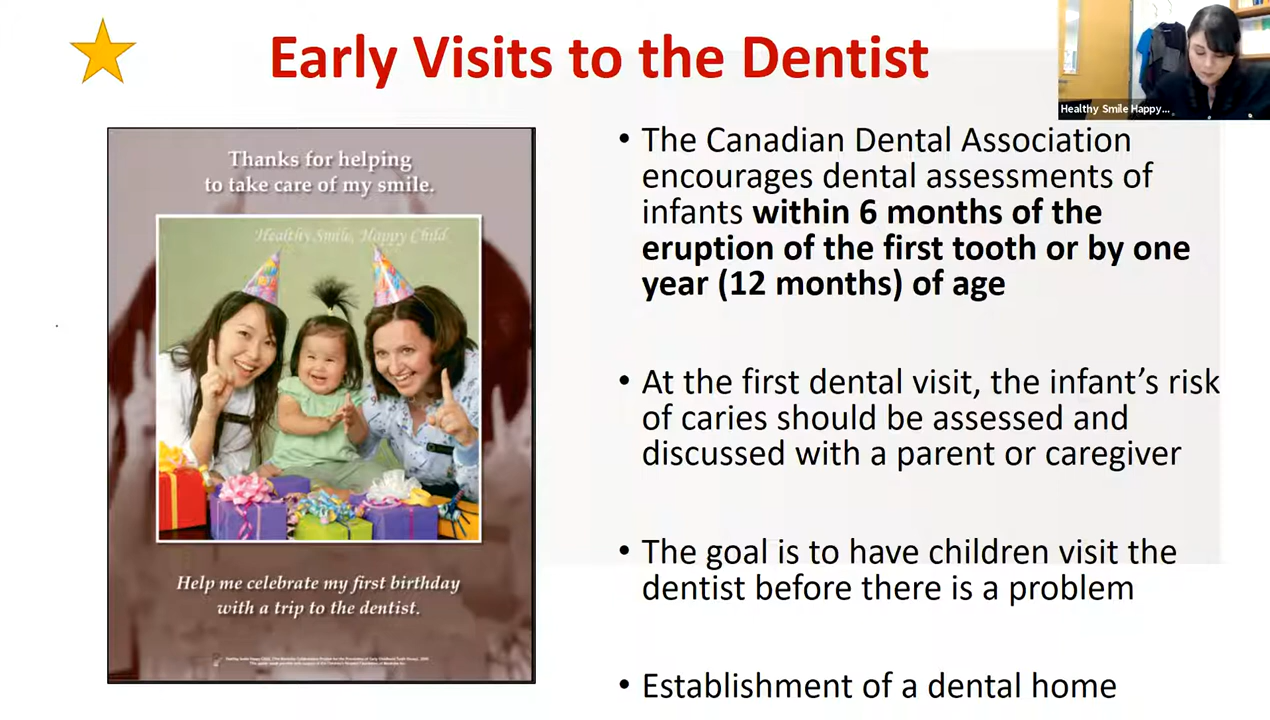 Early Visits to the Dentist
Healthy Smile Happy...
Thanks for helping
to take care of my smile.
Healthy Smile, Happy Child
Help me celebrate my first birthday
with a trip to the dentist.
• The Canadian Dental Association
encourages dental assessments of
infants within 6 months of the
eruption of the first tooth or by one
year (12 months) of age
• At the first dental visit, the infant’s risk
of caries should be assessed and
discussed with a parent or caregiver
• The goal is to have children visit the
dentist before there is a problem
• Establishment of a dental home